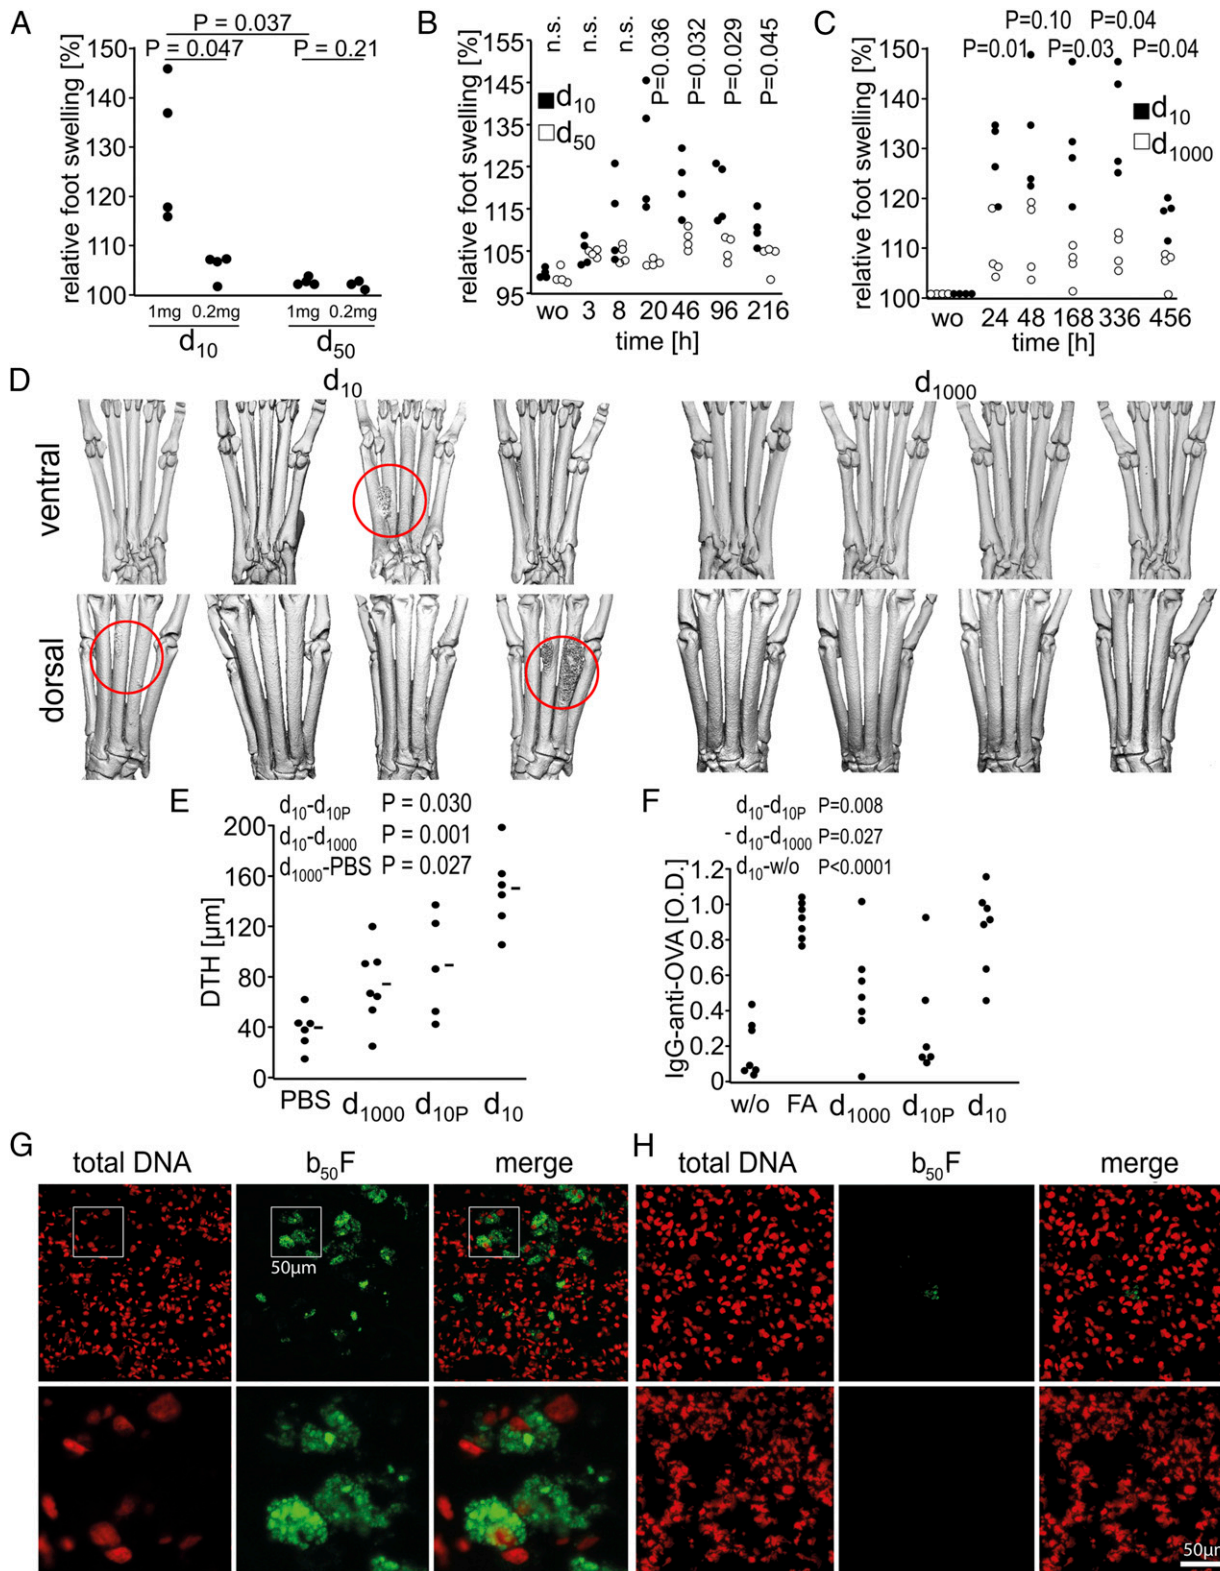 A
P = 0.037
P = 0.047
P = 0.21
relative foot swelling [%]
150
140
130
120
110
100
1mg 0.2mg
1mg 0.2mg
d10
d50
B
n.s.
n.s.
n.s.
P=0.036
P=0.032
P=0.029
P=0.045
relative foot swelling [%]
155
145
135
125
115
105
95
d10
d50
wo 3 8 20 46 96 216
time [h]
C
P=0.10 P=0.04
P=0.01 P=0.03 P=0.04
relative foot swelling [%]
150
140
130
120
110
100
d10
d1000
wo 24 48 168 336 456
time [h]
D
d10
d1000
ventral
dorsal
E
d10-d10P P = 0.030
d10-d1000 P = 0.001
d1000-PBS P = 0.027
DTH [µm]
200
160
120
80
40
0
PBS d1000 d10P d10
F
d10-d10P P=0.008
d10-d1000 P=0.027
d10-w/o P<0.0001
IgG-anti-OVA [O.D.]
1.2
1.0
0.8
0.6
0.4
0.2
0
w/o FA d1000 d10P d10
G
total DNA b50F merge
50µm
H
total DNA b50F merge
50µm